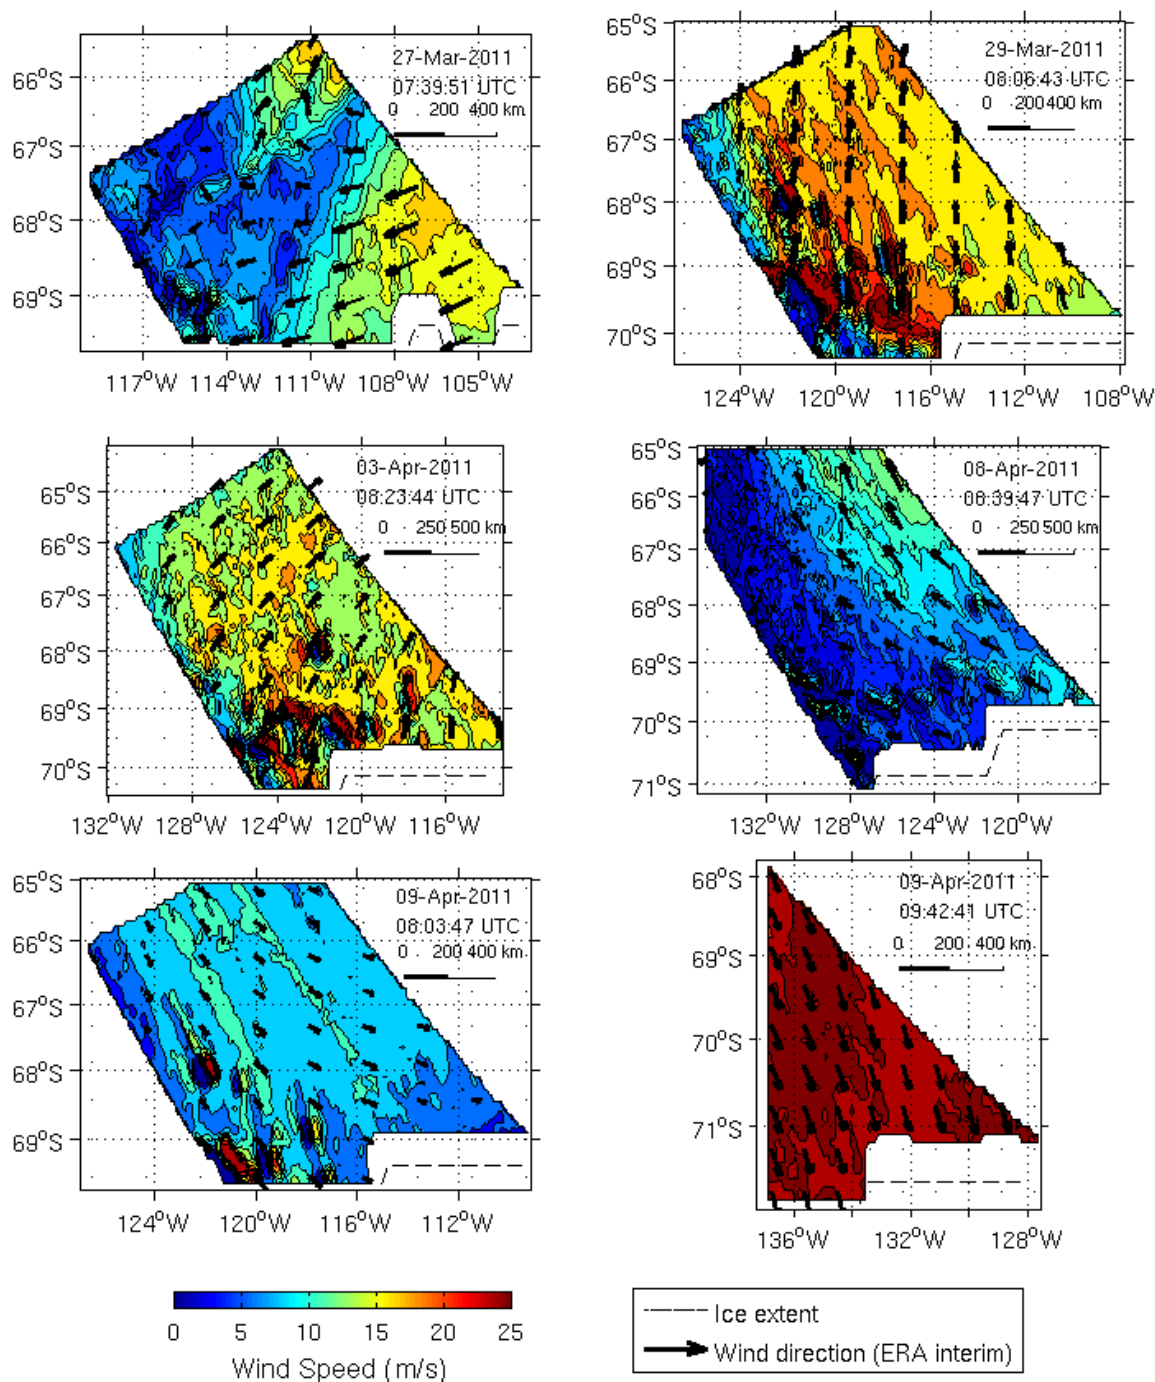 65°S
66°S
67°S
68°S
69°S
27-Mar-2011
07:39:51 UTC
0 200 400 km
117°W 114°W 111°W 108°W 105°W
65°S
66°S
67°S
68°S
69°S
70°S
29-Mar-2011
08:06:43 UTC
0 200 400 km
124°W 120°W 116°W 112°W 108°W
65°S
66°S
67°S
68°S
69°S
70°S
03-Apr-2011
08:23:44 UTC
0 250 500 km
132°W 128°W 124°W 120°W 116°W
65°S
66°S
67°S
68°S
69°S
70°S
71°S
08-Apr-2011
08:39:47 UTC
0 250 500 km
132°W 128°W 124°W 120°W
65°S
66°S
67°S
68°S
69°S
09-Apr-2011
08:03:47 UTC
0 200 400 km
124°W 120°W 116°W 112°W
68°S
69°S
70°S
71°S
09-Apr-2011
09:42:41 UTC
0 200 400 km
136°W 132°W 128°W
0 5 10 15 20 25
Wind Speed (m/s)
Ice extent
Wind direction (ERA interim)